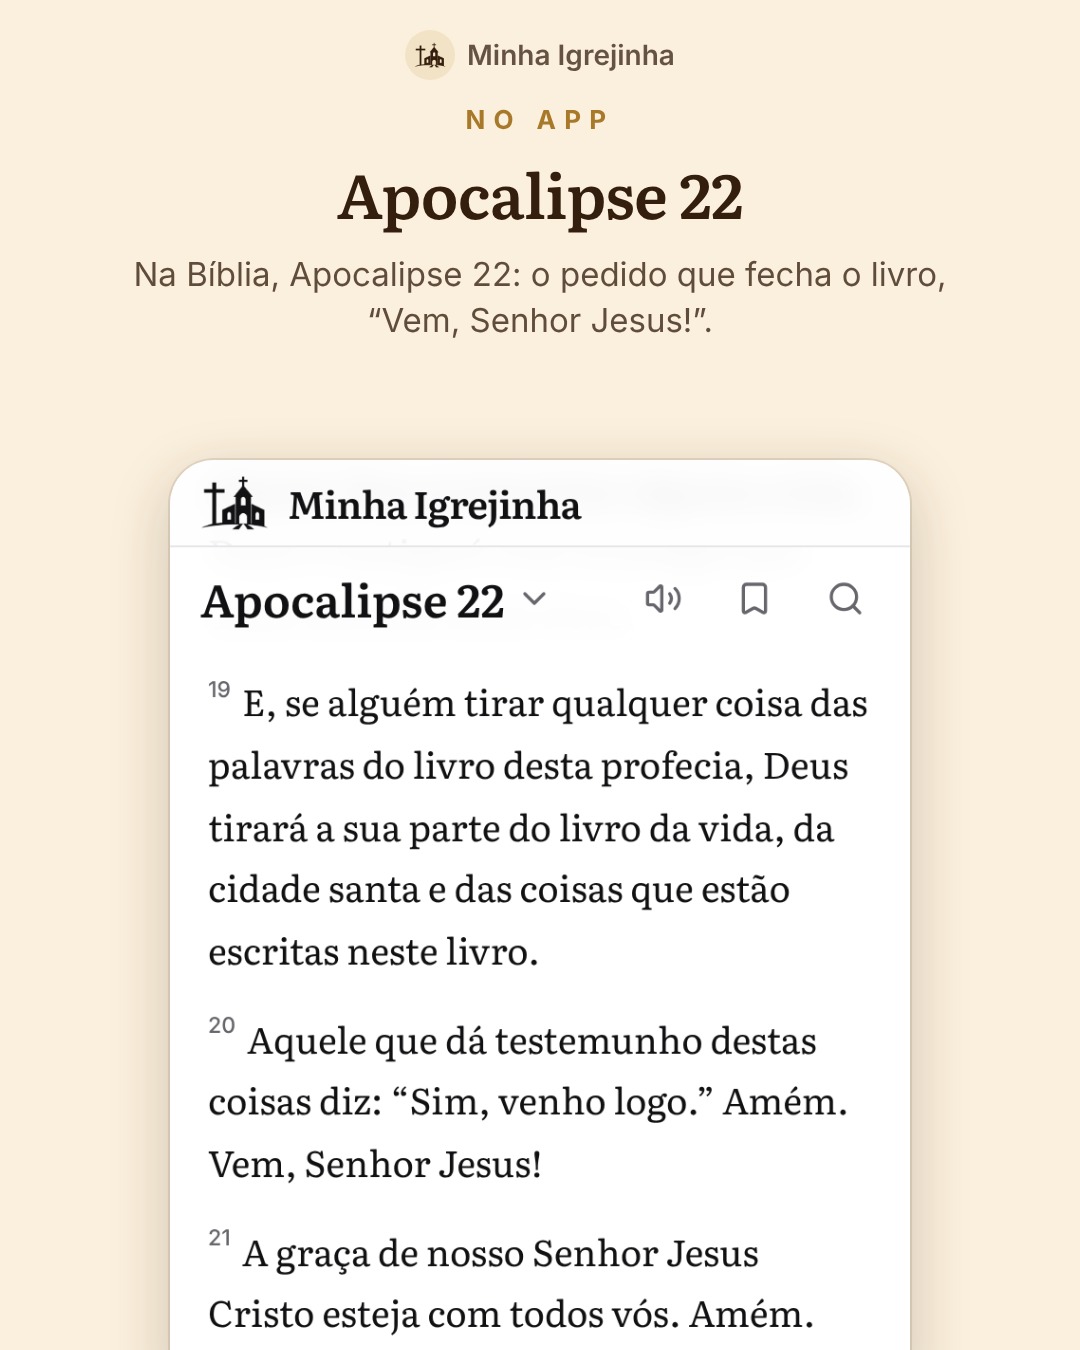 Minha Igrejinha
NO APP
Apocalipse 22
Na Bíblia, Apocalipse 22: o pedido que fecha o livro,
“Vem, Senhor Jesus!”.
Minha Igrejinha
Apocalipse 22
19 E, se alguém tirar qualquer coisa das
palavras do livro desta profecia, Deus
tirará a sua parte do livro da vida, da
cidade santa e das coisas que estão
escritas neste livro.
20 Aquele que dá testemunho destas
coisas diz: “Sim, venho logo.” Amém.
Vem, Senhor Jesus!
21 A graça de nosso Senhor Jesus
Cristo esteja com todos vós. Amém.